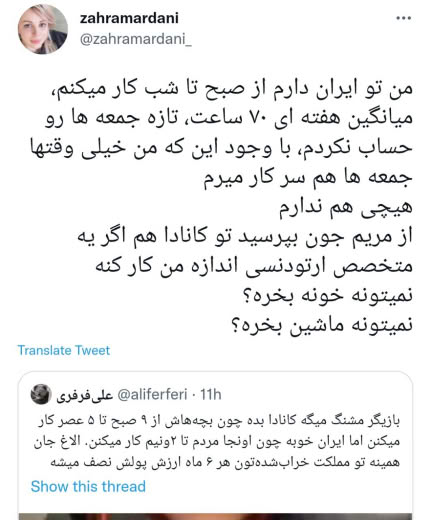 zahramardani
@zahramardani_
من تو ایران دارم از صبح تا شب کار میکنم،
میانگین هفته ای ۷۰ ساعت، تازه جمعه ها رو
حساب نکردم، با وجود این که من خیلی وقتها
جمعه ها هم سر کار میرم
هیچی هم ندارم
از مریم جون بپرسید تو کانادا هم اگر یه
متخصص ارتودنسی اندازه من کار کنه
نمیتونه خونه بخره؟
نمیتونه ماشین بخره؟
Translate Tweet
علی‌فرفری @aliferferi · 11h
بازیگر مشنگ میگه کانادا بده چون بچه‌هاش از ۹ صبح تا ۵ عصر کار
میکنن اما ایران خوبه چون اونجا مردم تا ۲ونیم کار میکنن. الاغ جان
همینه تو مملکت خراب‌شده‌تون هر ۶ ماه ارزش پولش نصف میشه
Show this thread